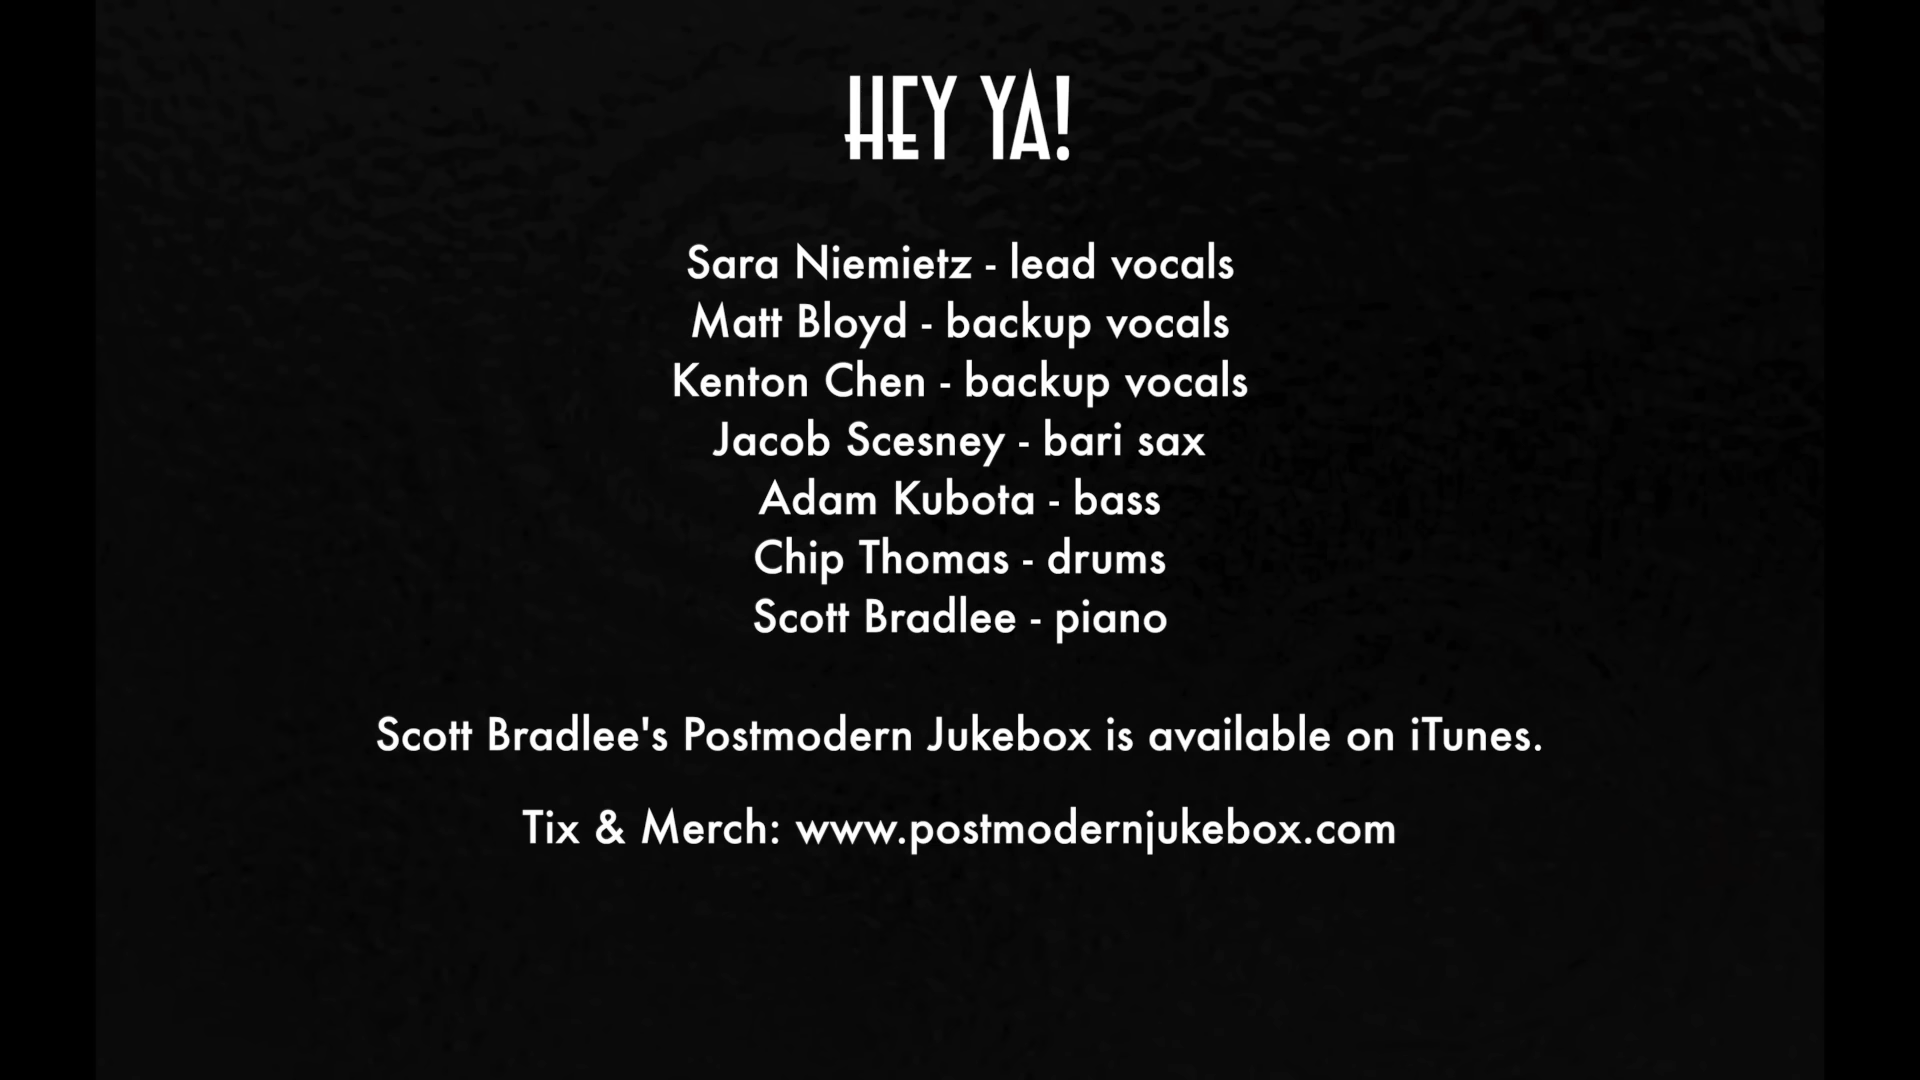 HEY YA!
Sara Niemietz - lead vocals
Matt Bloyd - backup vocals
Kenton Chen - backup vocals
Jacob Scesney - bari sax
Adam Kubota - bass
Chip Thomas - drums
Scott Bradlee - piano
Scott Bradlee's Postmodern Jukebox is available on iTunes.
Tix & Merch: www.postmodernjukebox.com